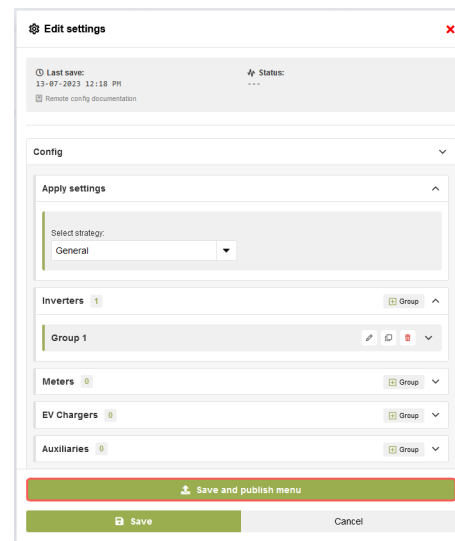 Edit settings
Last save:
13-07-2023 12:18 PM
Status:
---
Remote config documentation
Config
Apply settings
Select strategy:
General
Inverters 1
Group
Group 1
Meters 0
Group
EV Chargers 0
Group
Auxiliaries 0
Group
Save and publish menu
Save
Cancel